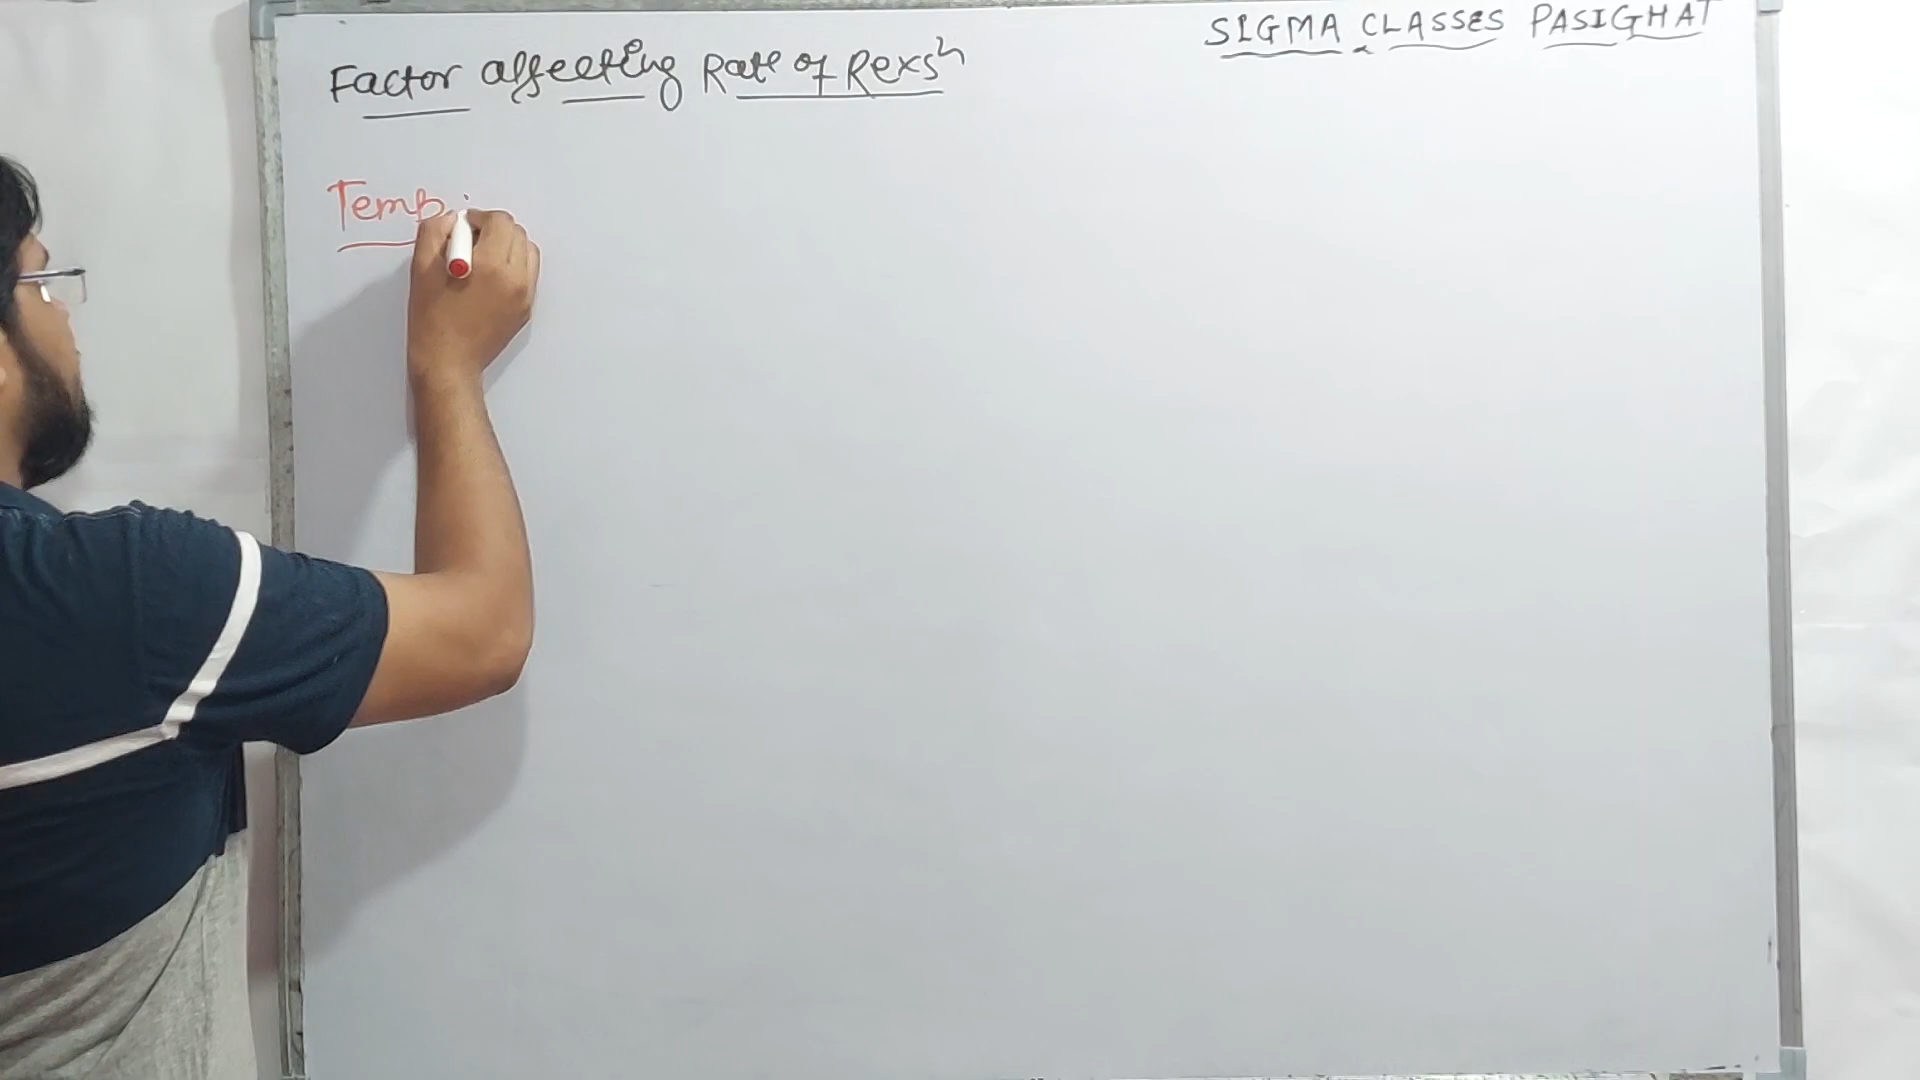 SIGMA CLASSES PASIGHAT
Factor affecting Rate of Rexsⁿ
Temp :